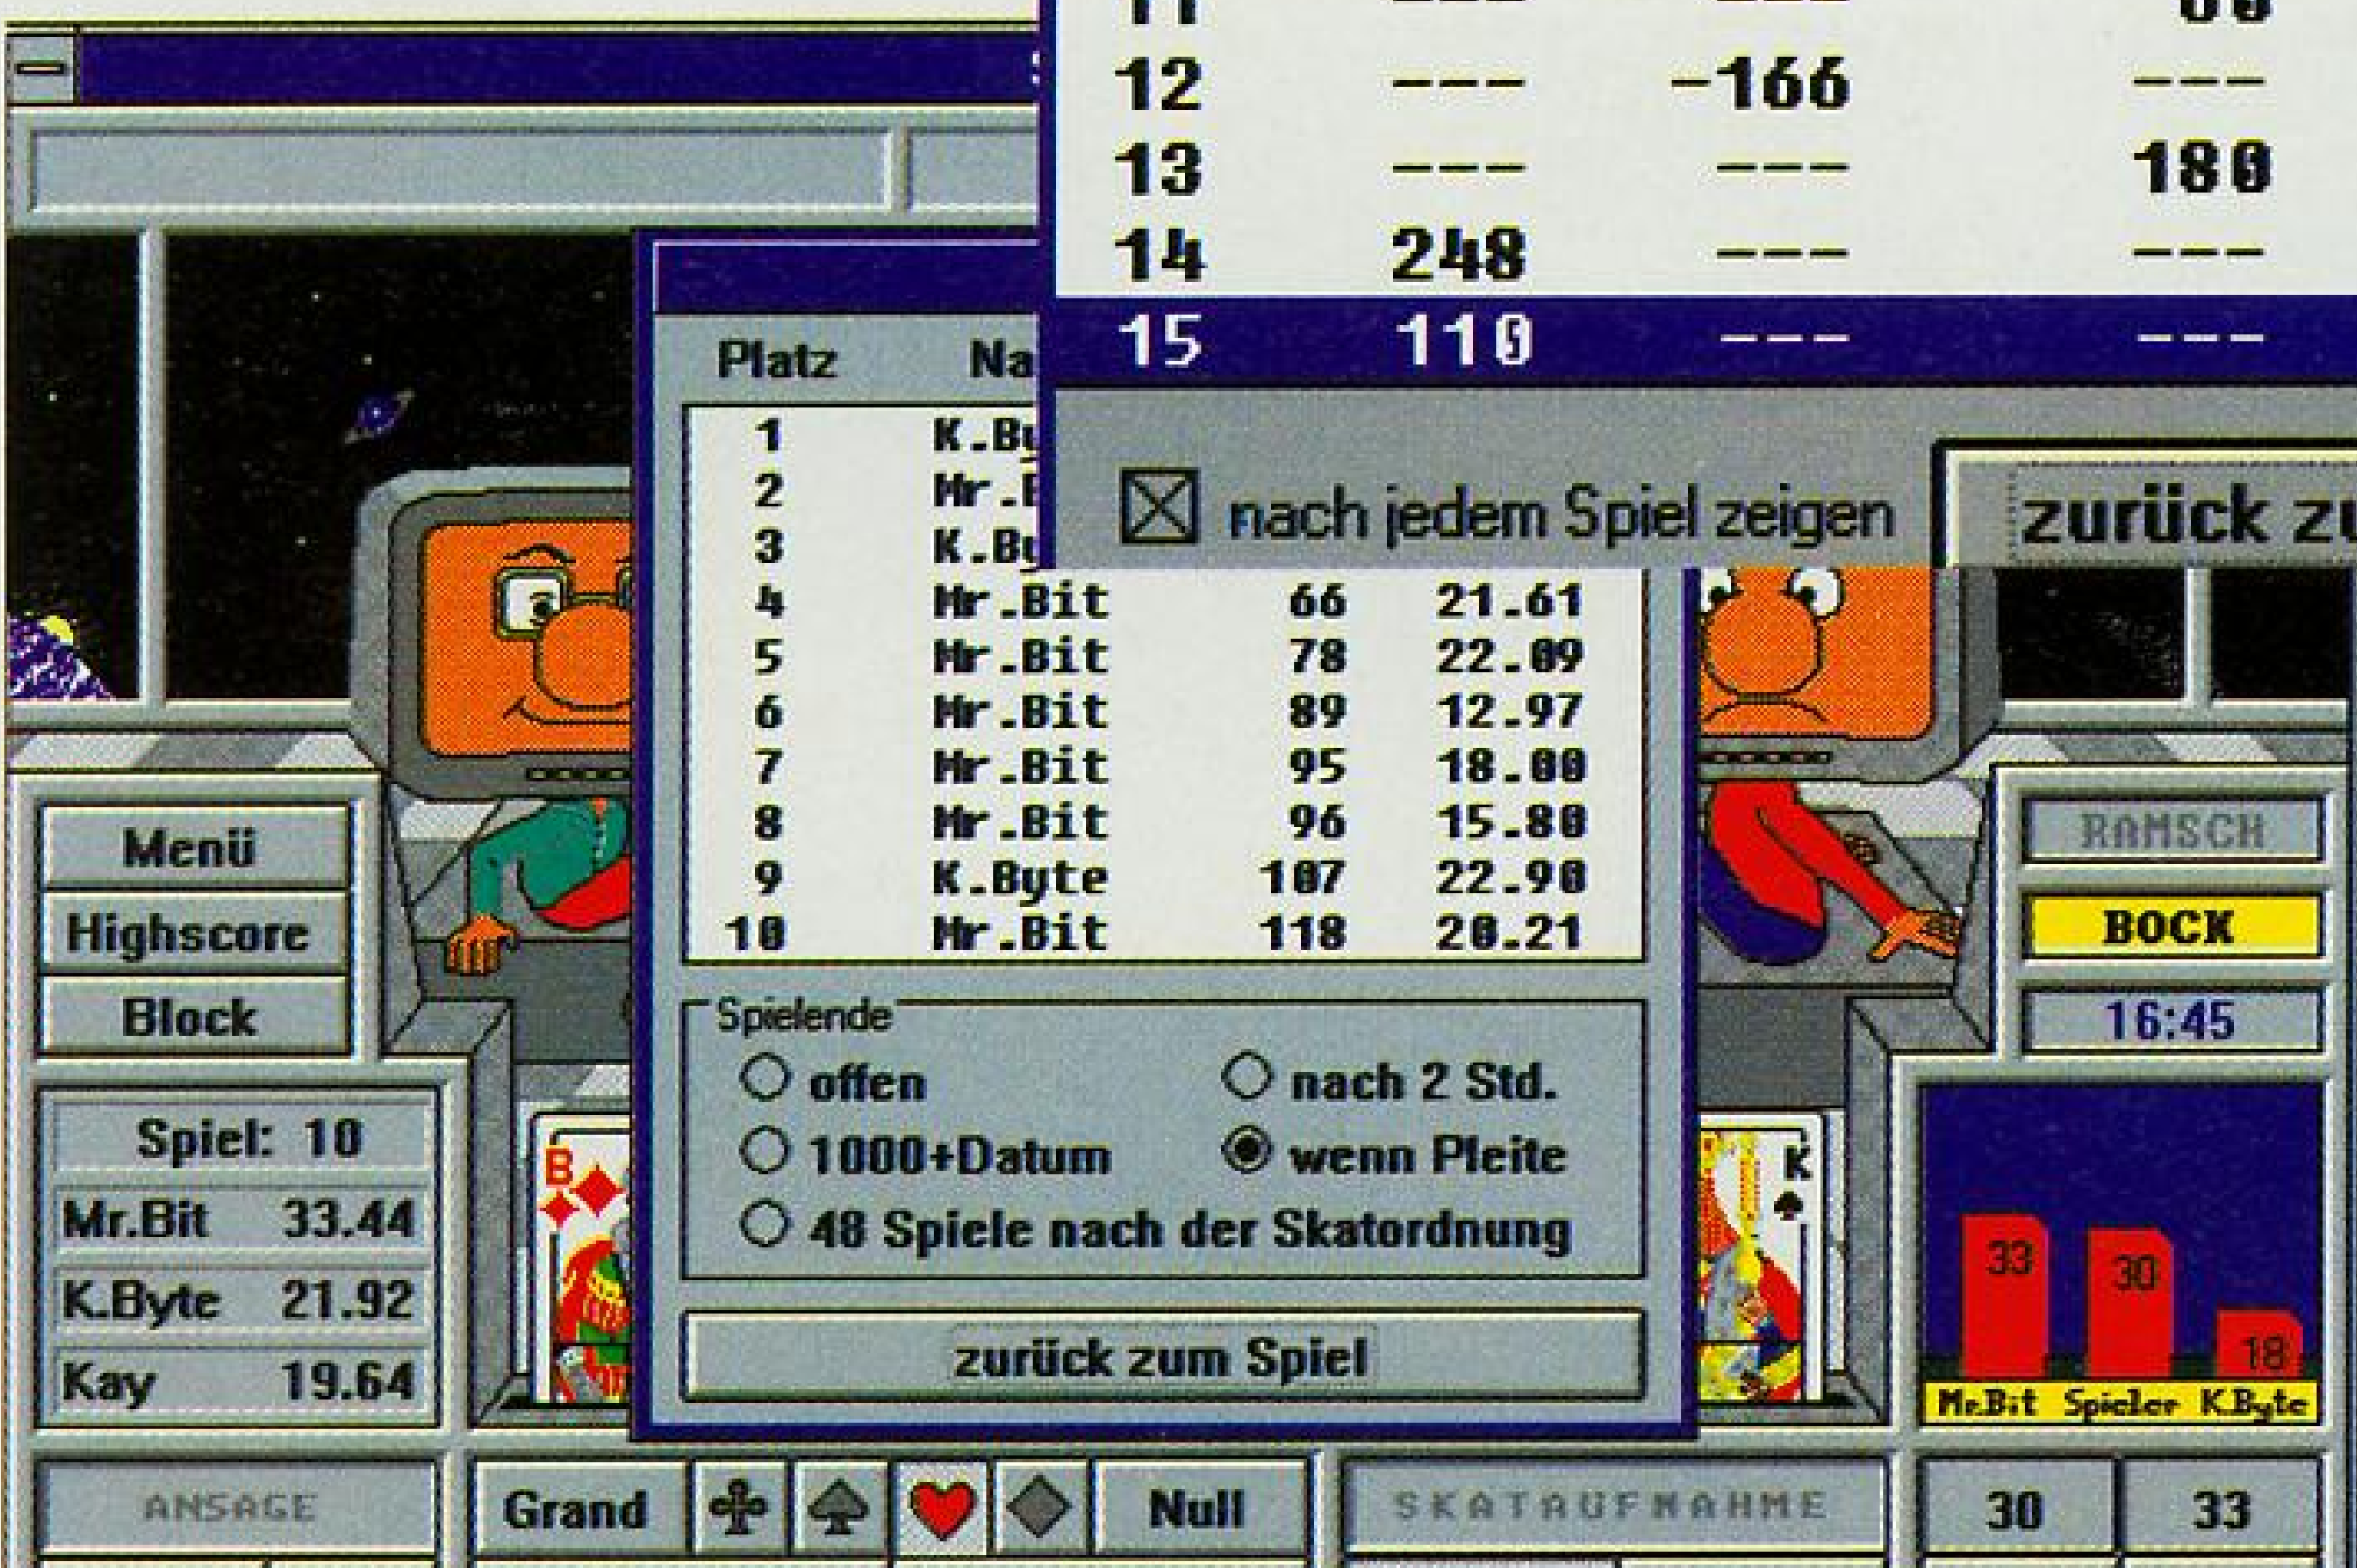 12 --- -166 ---
13 --- --- 180
14 248 --- ---
15 110 --- ---
nach jedem Spiel zeigen
zurück
Platz
1
2
3
4 Mr.Bit 66 21.61
5 Mr.Bit 78 22.09
6 Mr.Bit 89 12.97
7 Mr.Bit 95 18.00
8 Mr.Bit 96 15.80
9 K.Byte 107 22.90
10 Mr.Bit 118 20.21
Spielende
offen
nach 2 Std.
1000+Datum
wenn Pleite
48 Spiele nach der Skatordnung
zurück zum Spiel
Menü
Highscore
Block
Spiel: 10
Mr.Bit 33.44
K.Byte 21.92
Kay 19.64
B
K
RAMSCH
BOCK
16:45
33
30
18
Mr.Bit Spieler K.Byte
ANSAGE
Grand
Null
SKATAUFNAHME
30
33